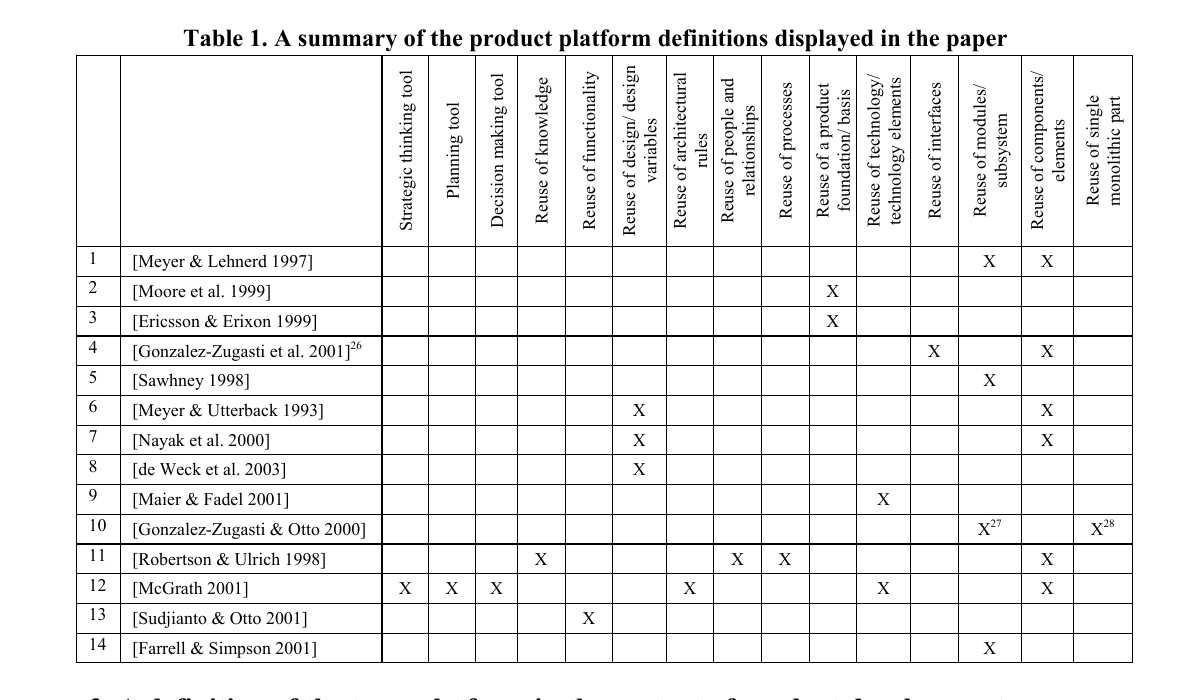 Table 1. A summary of the product platform definitions displayed in the paper
Strategic thinking tool
Planning tool
Decision making tool
Reuse of knowledge
Reuse of functionality
Reuse of design/ design
variables
Reuse of architectural
rules
Reuse of people and
relationships
Reuse of processes
Reuse of a product
foundation/ basis
Reuse of technology/
technology elements
Reuse of interfaces
Reuse of modules/
subsystem
Reuse of components/
elements
Reuse of single
monolithic part
1 [Meyer & Lehnerd 1997] X X
2 [Moore et al. 1999] X
3 [Ericsson & Erixon 1999] X
4 [Gonzalez-Zugasti et al. 2001]26 X X
5 [Sawhney 1998] X
6 [Meyer & Utterback 1993] X X
7 [Nayak et al. 2000] X X
8 [de Weck et al. 2003] X
9 [Maier & Fadel 2001] X
10 [Gonzalez-Zugasti & Otto 2000] X27 X28
11 [Robertson & Ulrich 1998] X X X X
12 [McGrath 2001] X X X X X X
13 [Sudjianto & Otto 2001] X
14 [Farrell & Simpson 2001] X